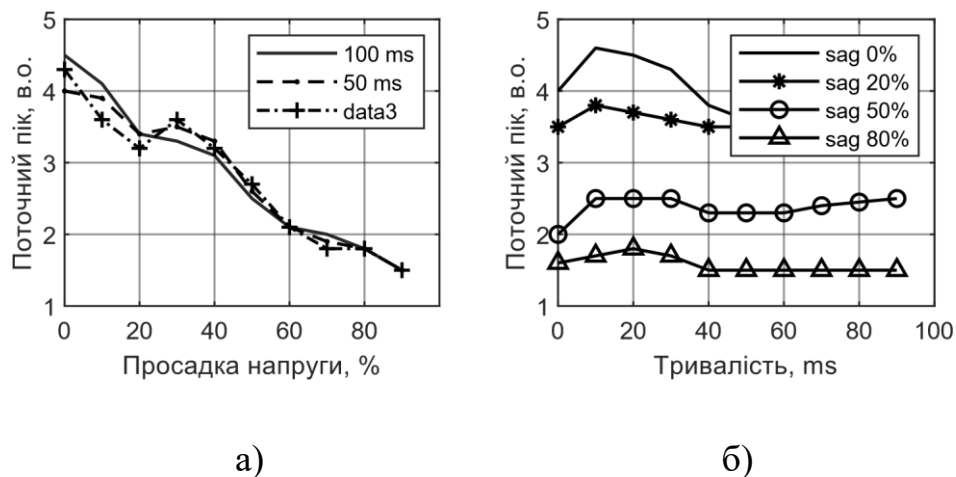 5
4
3
2
1
0
20
40
60
80
Поточний пік, в.о.
Просадка напруги, %
100 ms
50 ms
data3
а)
5
4
3
2
1
0
20
40
60
80
100
Поточний пік, в.о.
Тривалість, ms
sag 0%
sag 20%
sag 50%
sag 80%
б)